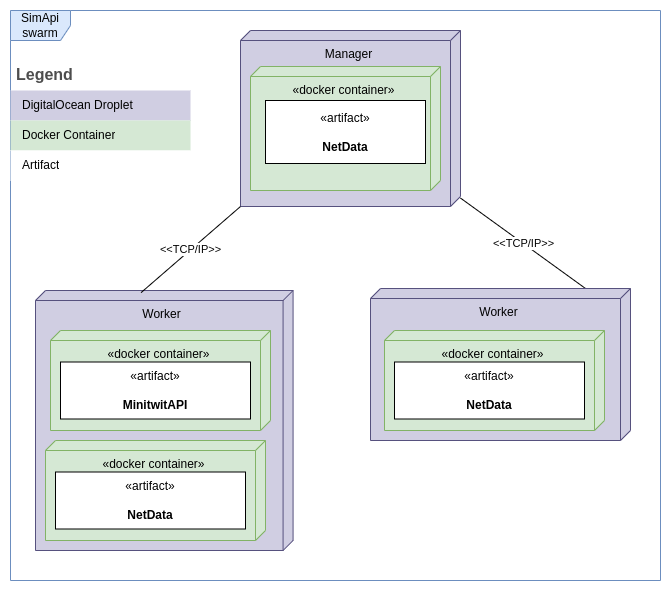 SimApi
swarm
Legend
DigitalOcean Droplet
Docker Container
Artifact
Manager
«docker container»
«artifact»
NetData
<<TCP/IP>>
<<TCP/IP>>
Worker
«docker container»
«artifact»
MinitwitAPI
«docker container»
«artifact»
NetData
Worker
«docker container»
«artifact»
NetData